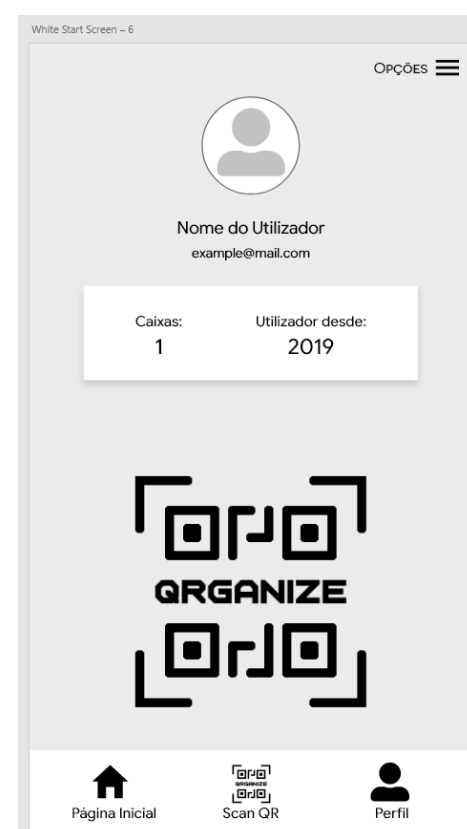 White Start Screen – 6
OPÇÕES
Nome do Utilizador
example@mail.com
Caixas:
Utilizador desde:
1
2019
QRGANIZE
QRGANIZE
Página Inicial
Scan QR
Perfil